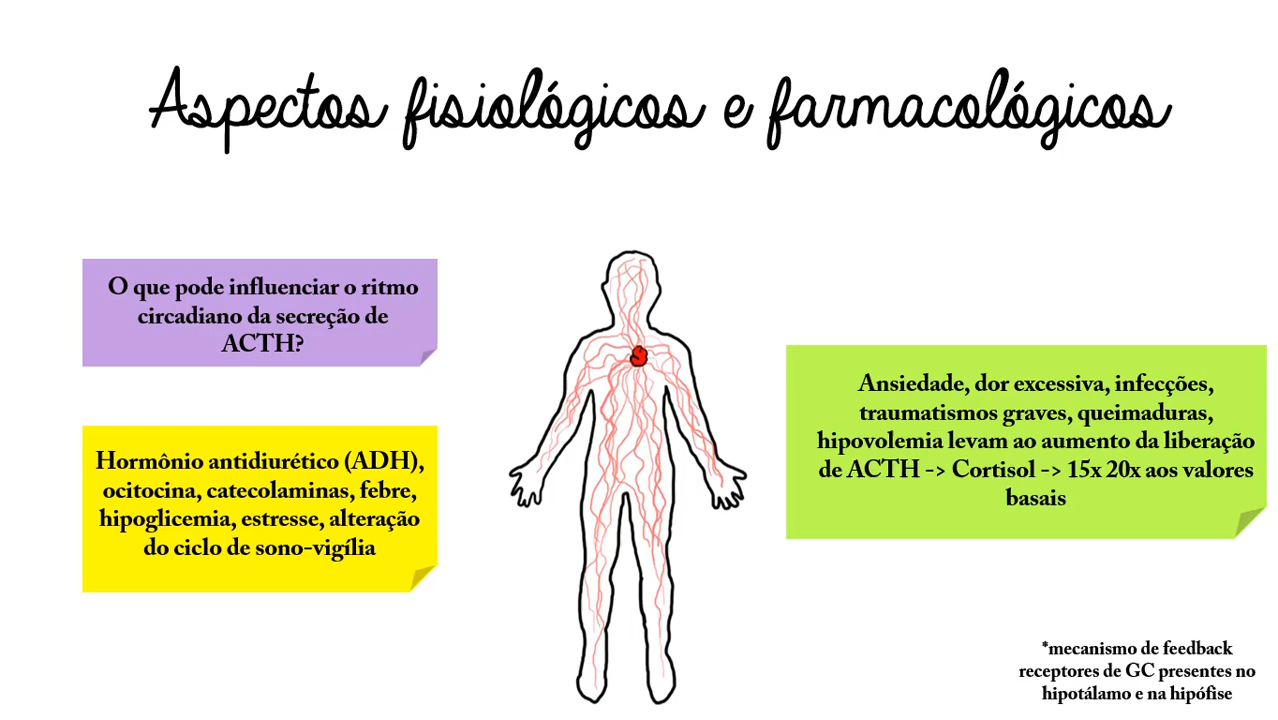 Aspectos fisiológicos e farmacológicos
O que pode influenciar o ritmo
circadiano da secreção de
ACTH?
Hormônio antidiurético (ADH),
ocitocina, catecolaminas, febre,
hipoglicemia, estresse, alteração
do ciclo de sono-vigília
Ansiedade, dor excessiva, infecções,
traumatismos graves, queimaduras,
hipovolemia levam ao aumento da liberação
de ACTH -> Cortisol -> 15x 20x aos valores
basais
*mecanismo de feedback
receptores de GC presentes no
hipotálamo e na hipófise